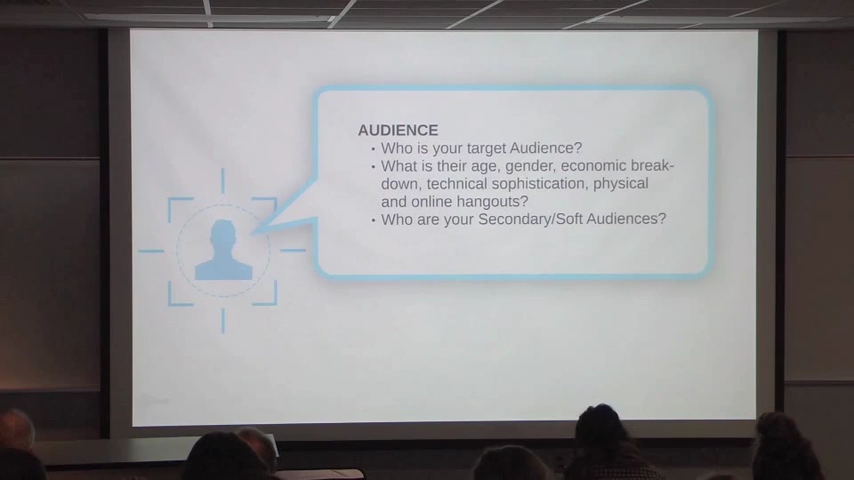 AUDIENCE
• Who is your target Audience?
• What is their age, gender, economic break-
down, technical sophistication, physical
and online hangouts?
• Who are your Secondary/Soft Audiences?